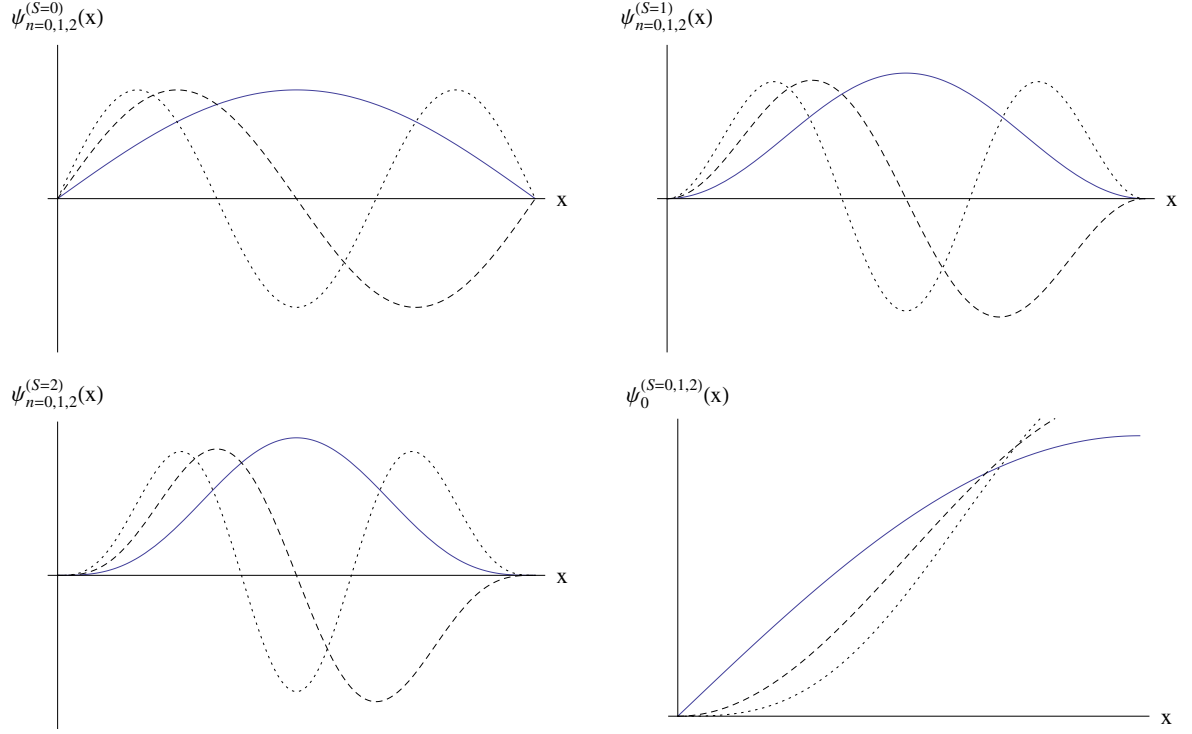 ψ_{n=0,1,2}^{(S=0)}(x)
x
ψ_{n=0,1,2}^{(S=1)}(x)
x
ψ_{n=0,1,2}^{(S=2)}(x)
x
ψ_0^{(S=0,1,2)}(x)
x